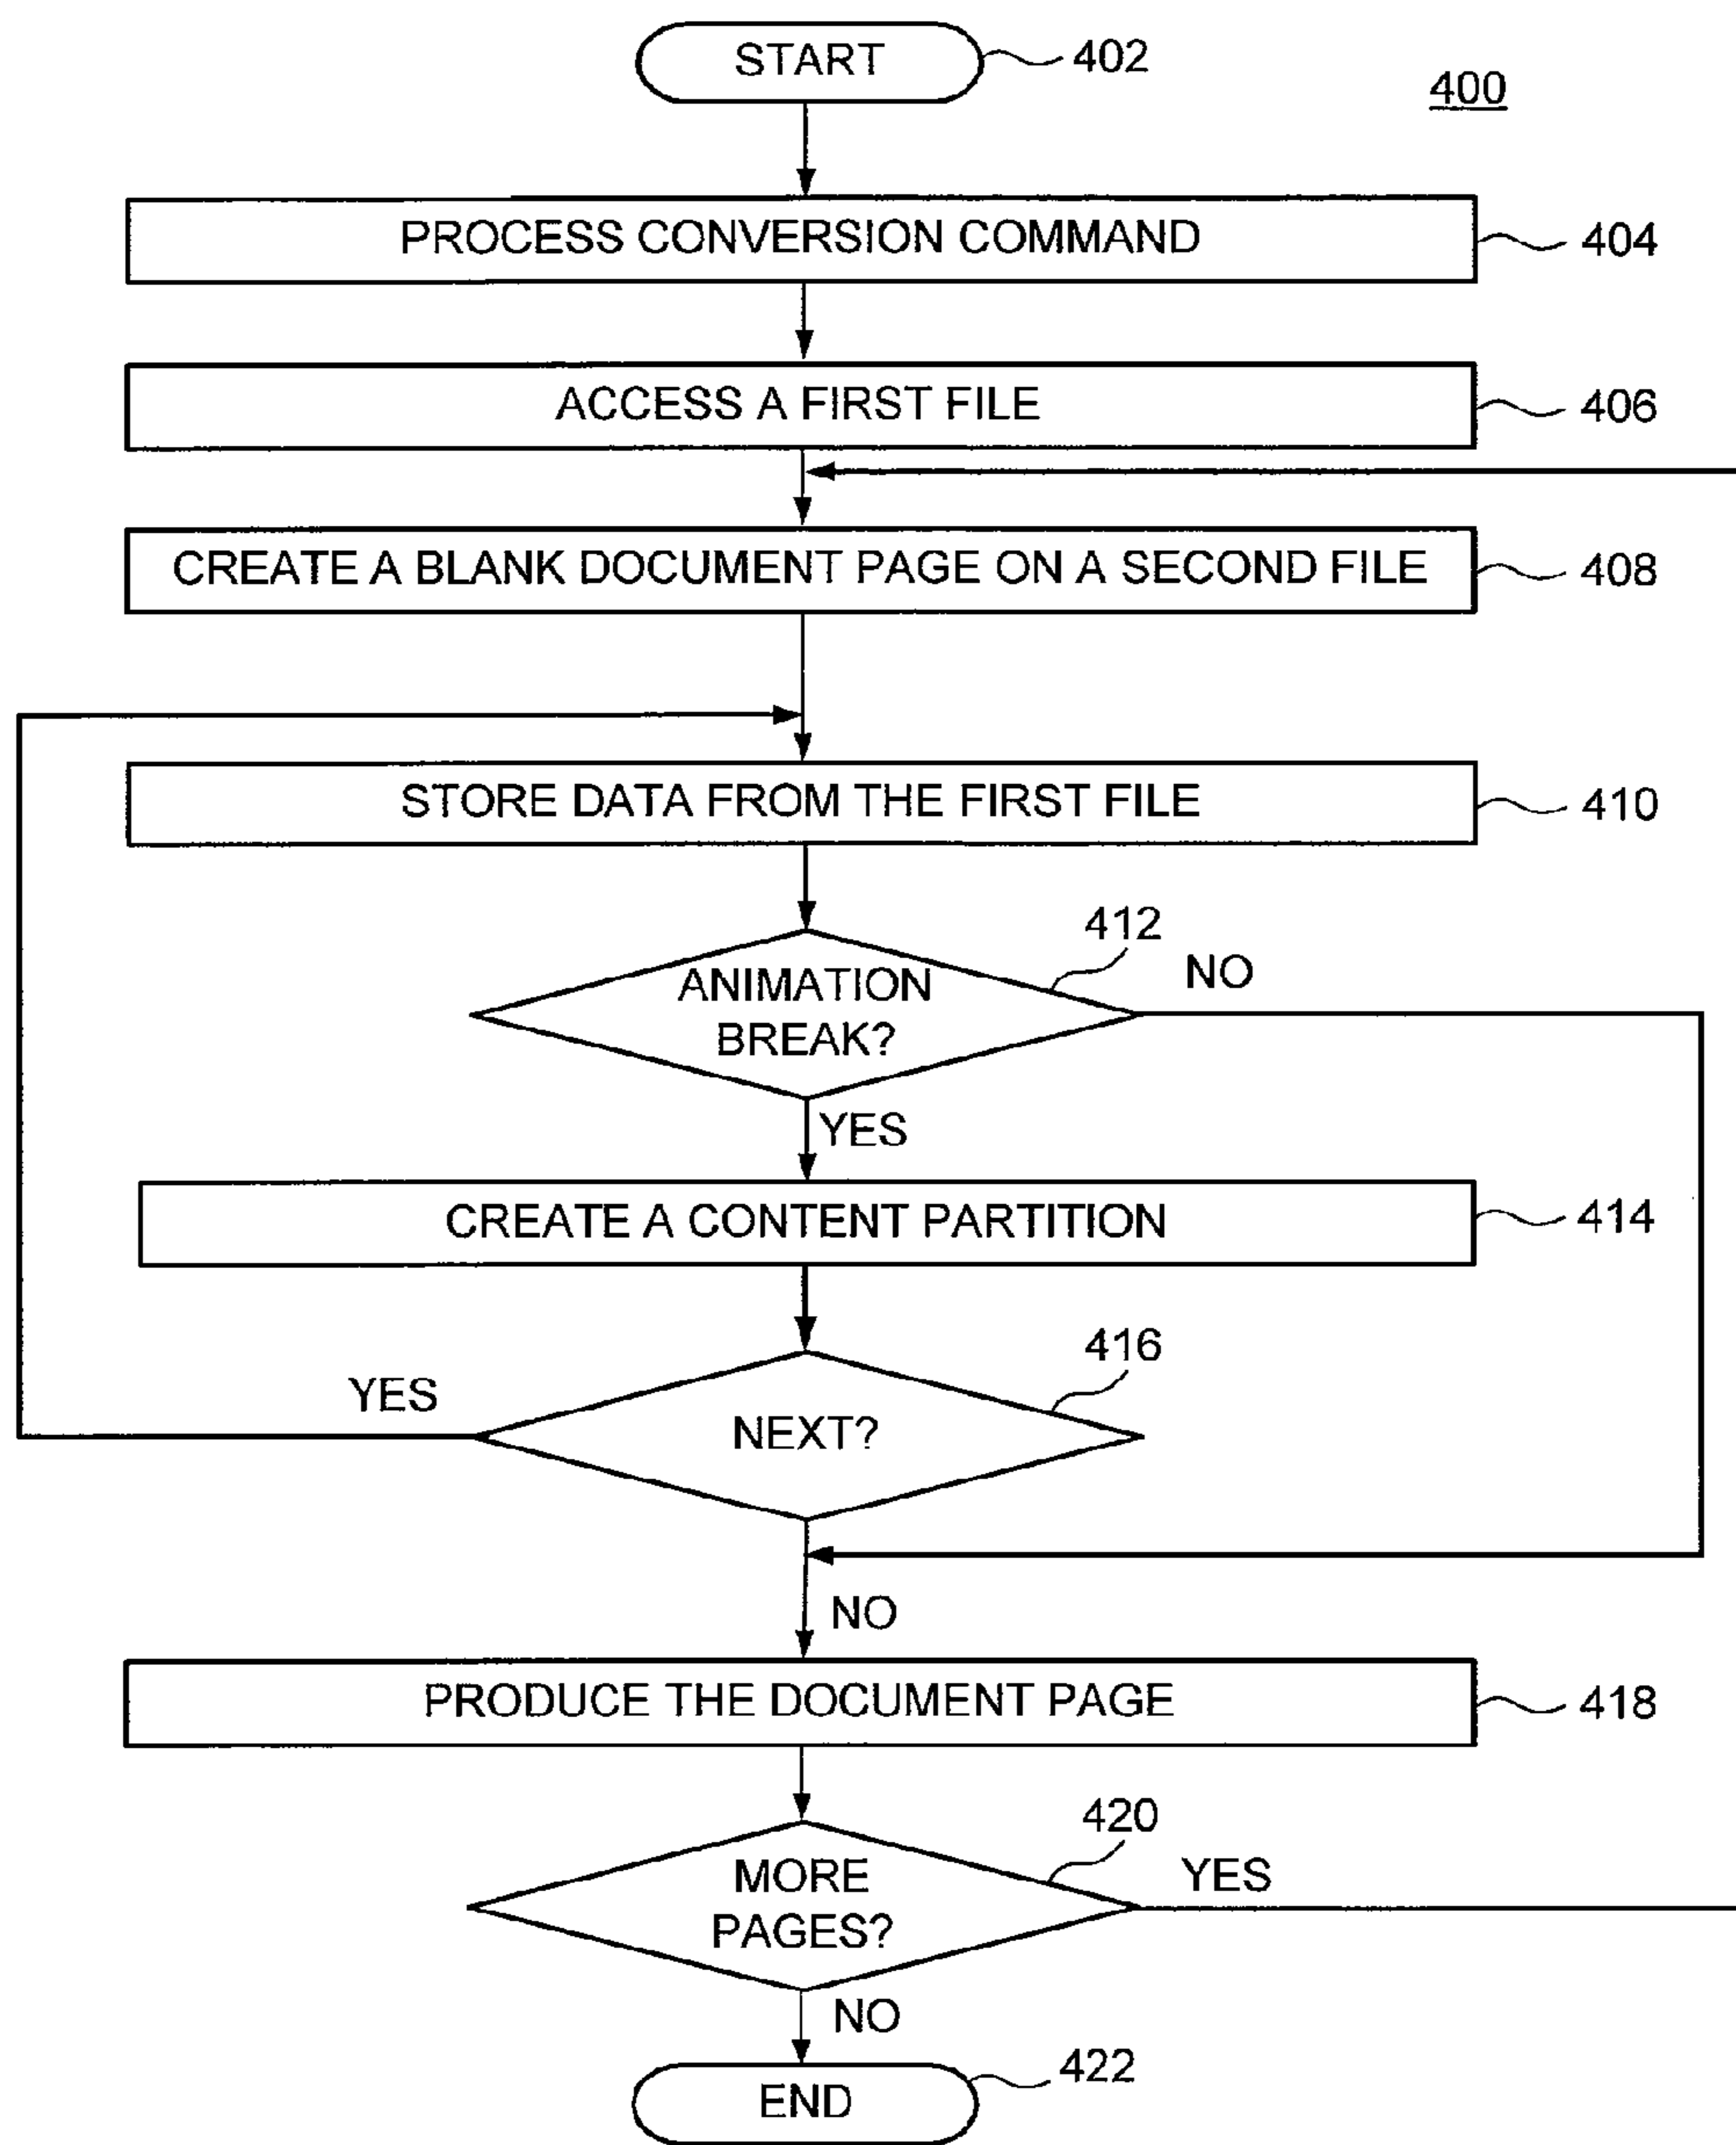 START
402
400
PROCESS CONVERSION COMMAND
404
ACCESS A FIRST FILE
406
CREATE A BLANK DOCUMENT PAGE ON A SECOND FILE
408
STORE DATA FROM THE FIRST FILE
410
412
ANIMATION
BREAK?
NO
YES
CREATE A CONTENT PARTITION
414
416
YES
NEXT?
NO
PRODUCE THE DOCUMENT PAGE
418
420
MORE
PAGES?
YES
NO
END
422